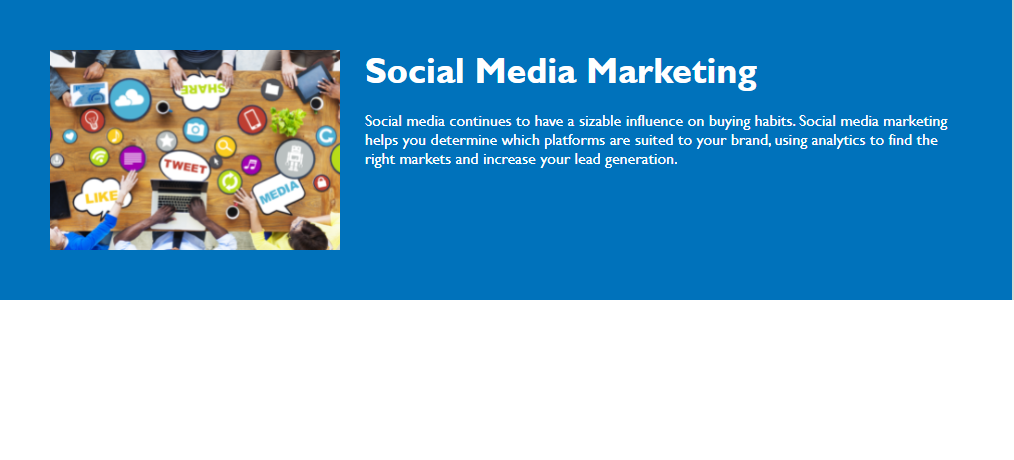 Social Media Marketing
Social media continues to have a sizable influence on buying habits. Social media marketing
helps you determine which platforms are suited to your brand, using analytics to find the
right markets and increase your lead generation.
SHARE
TWEET
LIKE
MEDIA